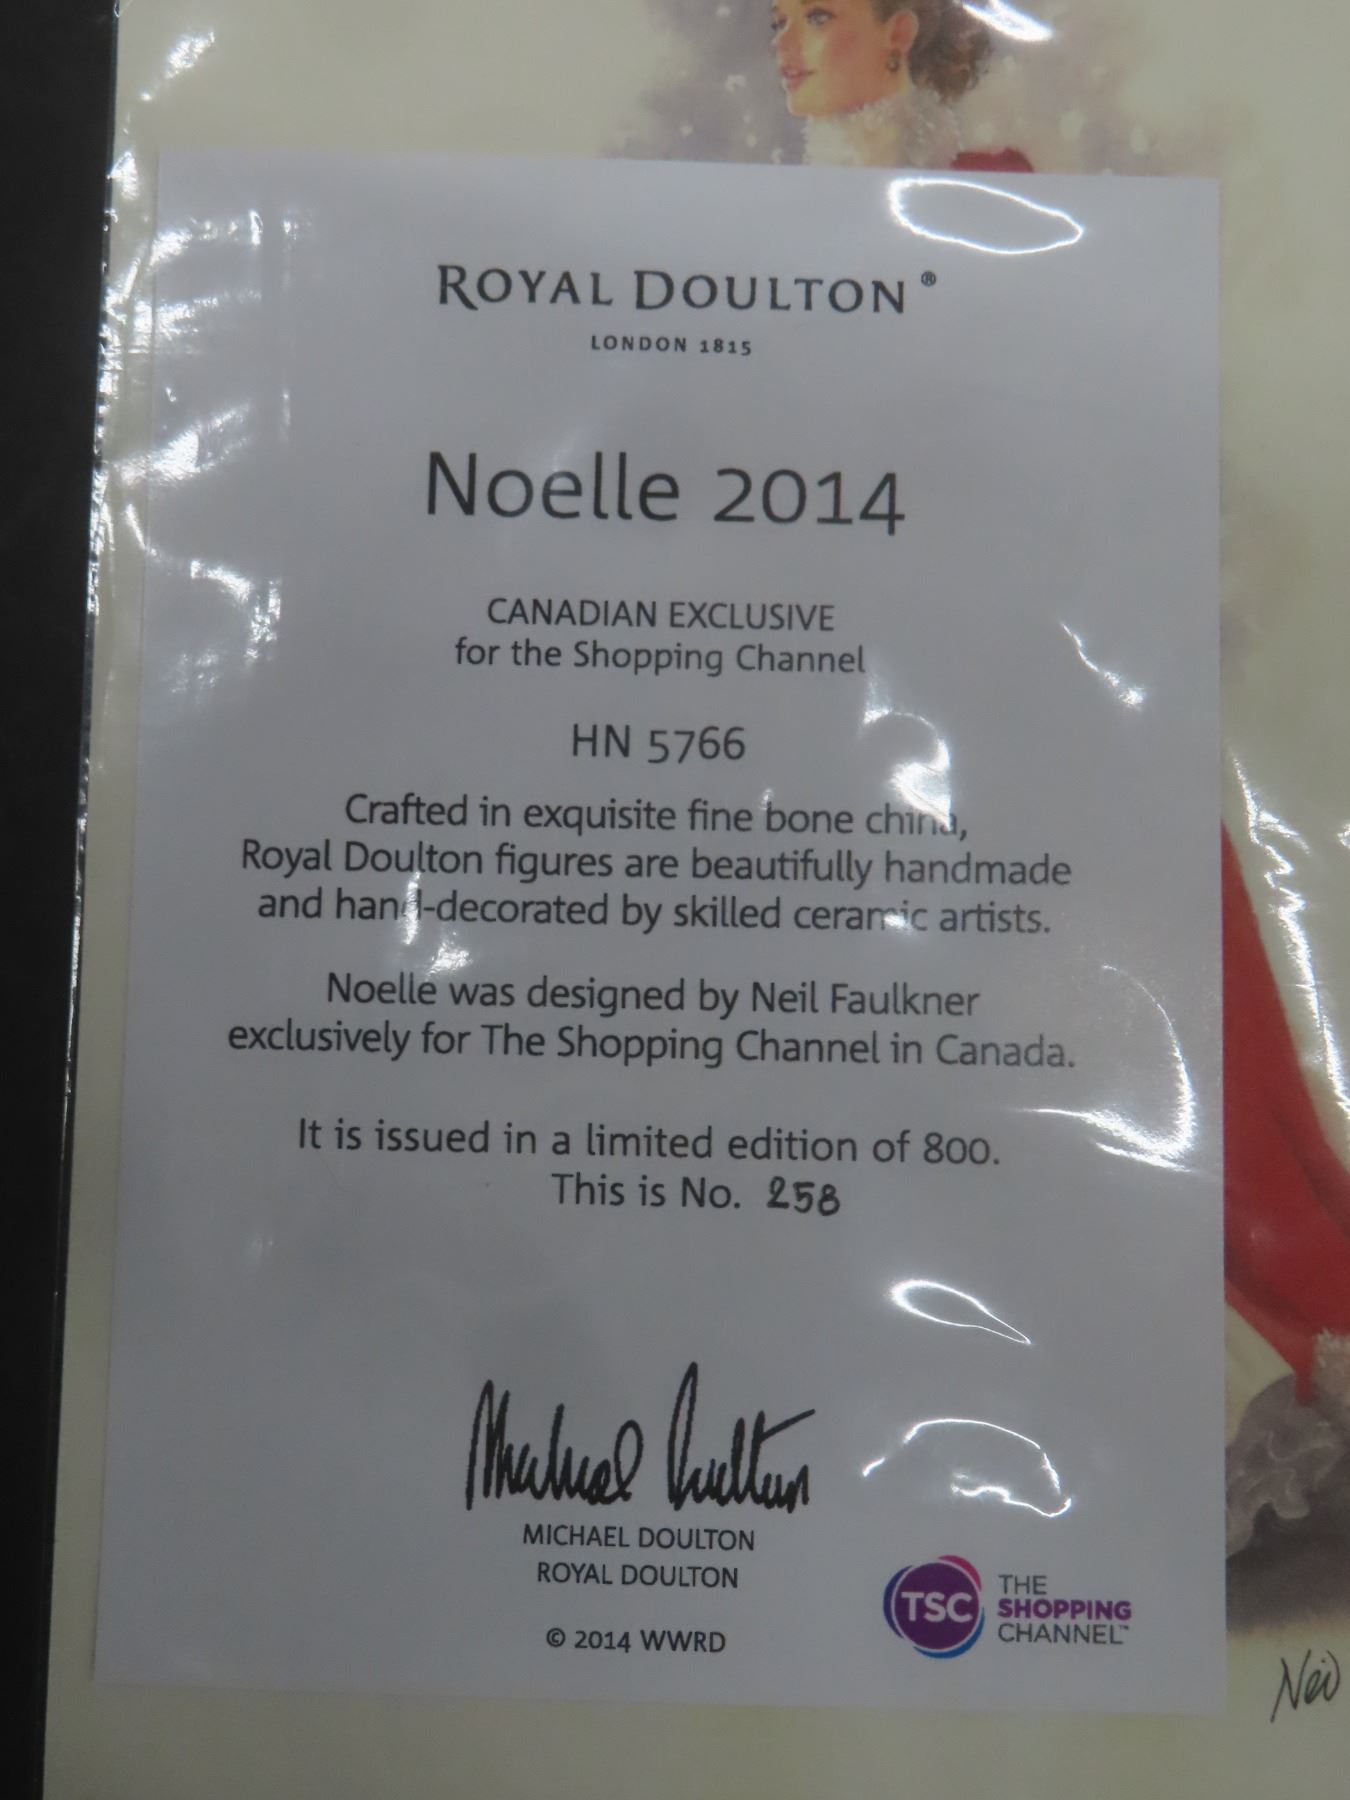 ROYAL DOULTON®
LONDON 1815
Noelle 2014
CANADIAN EXCLUSIVE
for the Shopping Channel
HN 5766
Crafted in exquisite fine bone china,
Royal Doulton figures are beautifully handmade
and hand-decorated by skilled ceramic artists.
Noelle was designed by Neil Faulkner
exclusively for The Shopping Channel in Canada.
It is issued in a limited edition of 800.
This is No. 258
Michael Doulton
MICHAEL DOULTON
ROYAL DOULTON
© 2014 WWRD
TSC THE
SHOPPING
CHANNEL™
Nei